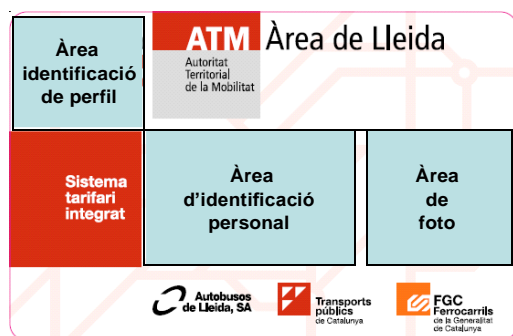 Àrea
identificació
de perfil
ATM Àrea de Lleida
Autoritat
Territorial
de la Mobilitat
Sistema
tarifari
integrat
Àrea
d'identificació
personal
Àrea
de
foto
Autobusos
de Lleida, SA
Transports
públics
de Catalunya
FGC
Ferrocarrils
de la Generalitat
de Catalunya